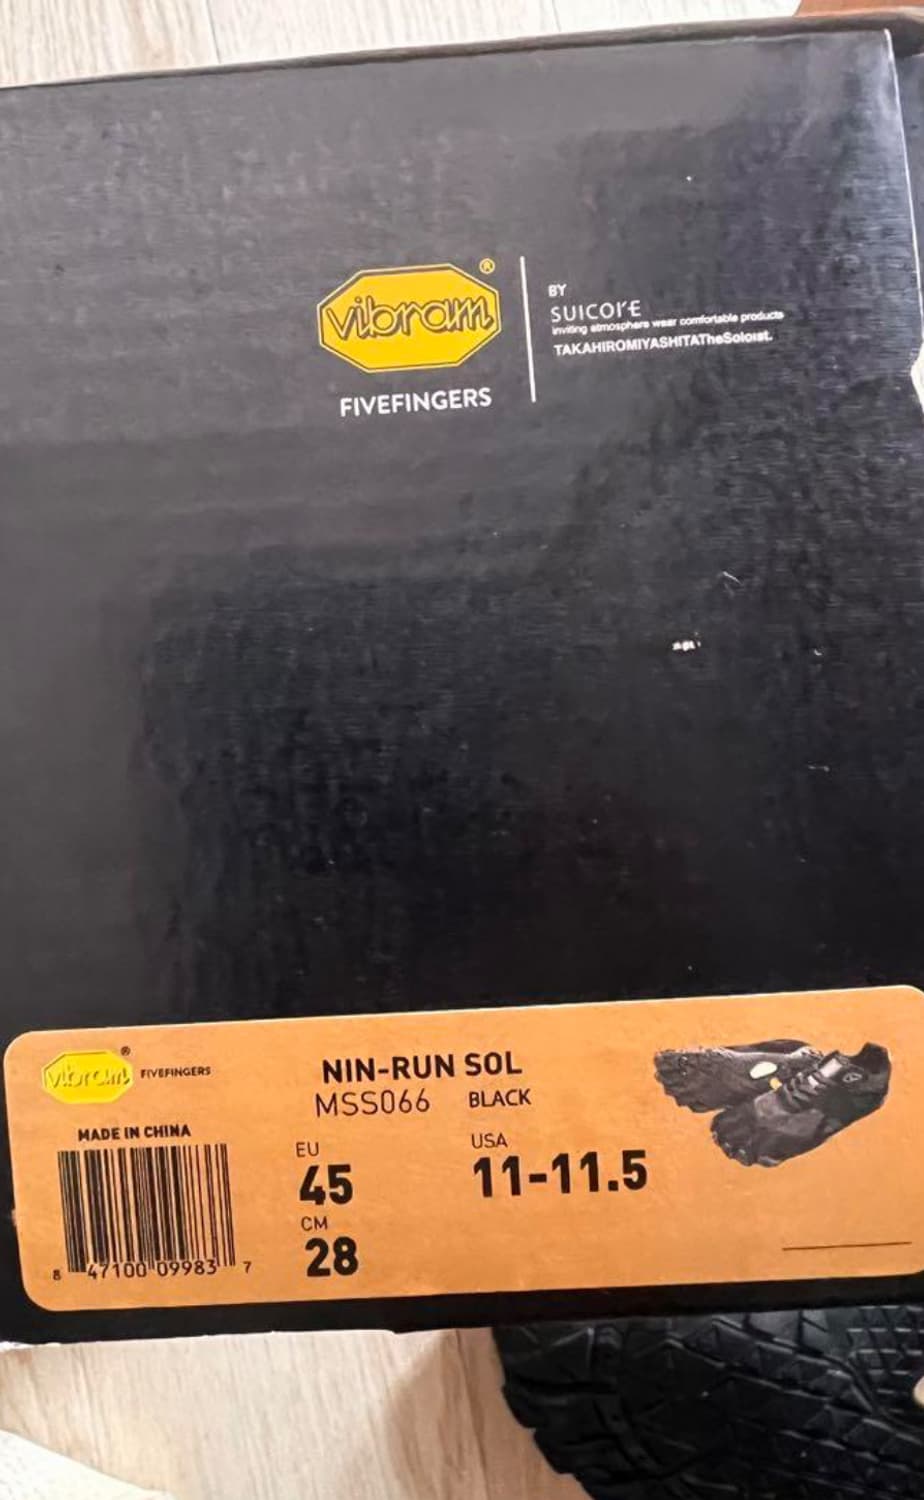 vibram®
FIVEFINGERS
BY
SUICOKE
inviting atmosphere wear comfortable products
TAKAHIROMIYASHITATheSoloist.
vibram®
FIVEFINGERS
MADE IN CHINA
8 47100 09983 7
NIN-RUN SOL
MSS066 BLACK
EU
45
USA
11-11.5
CM
28